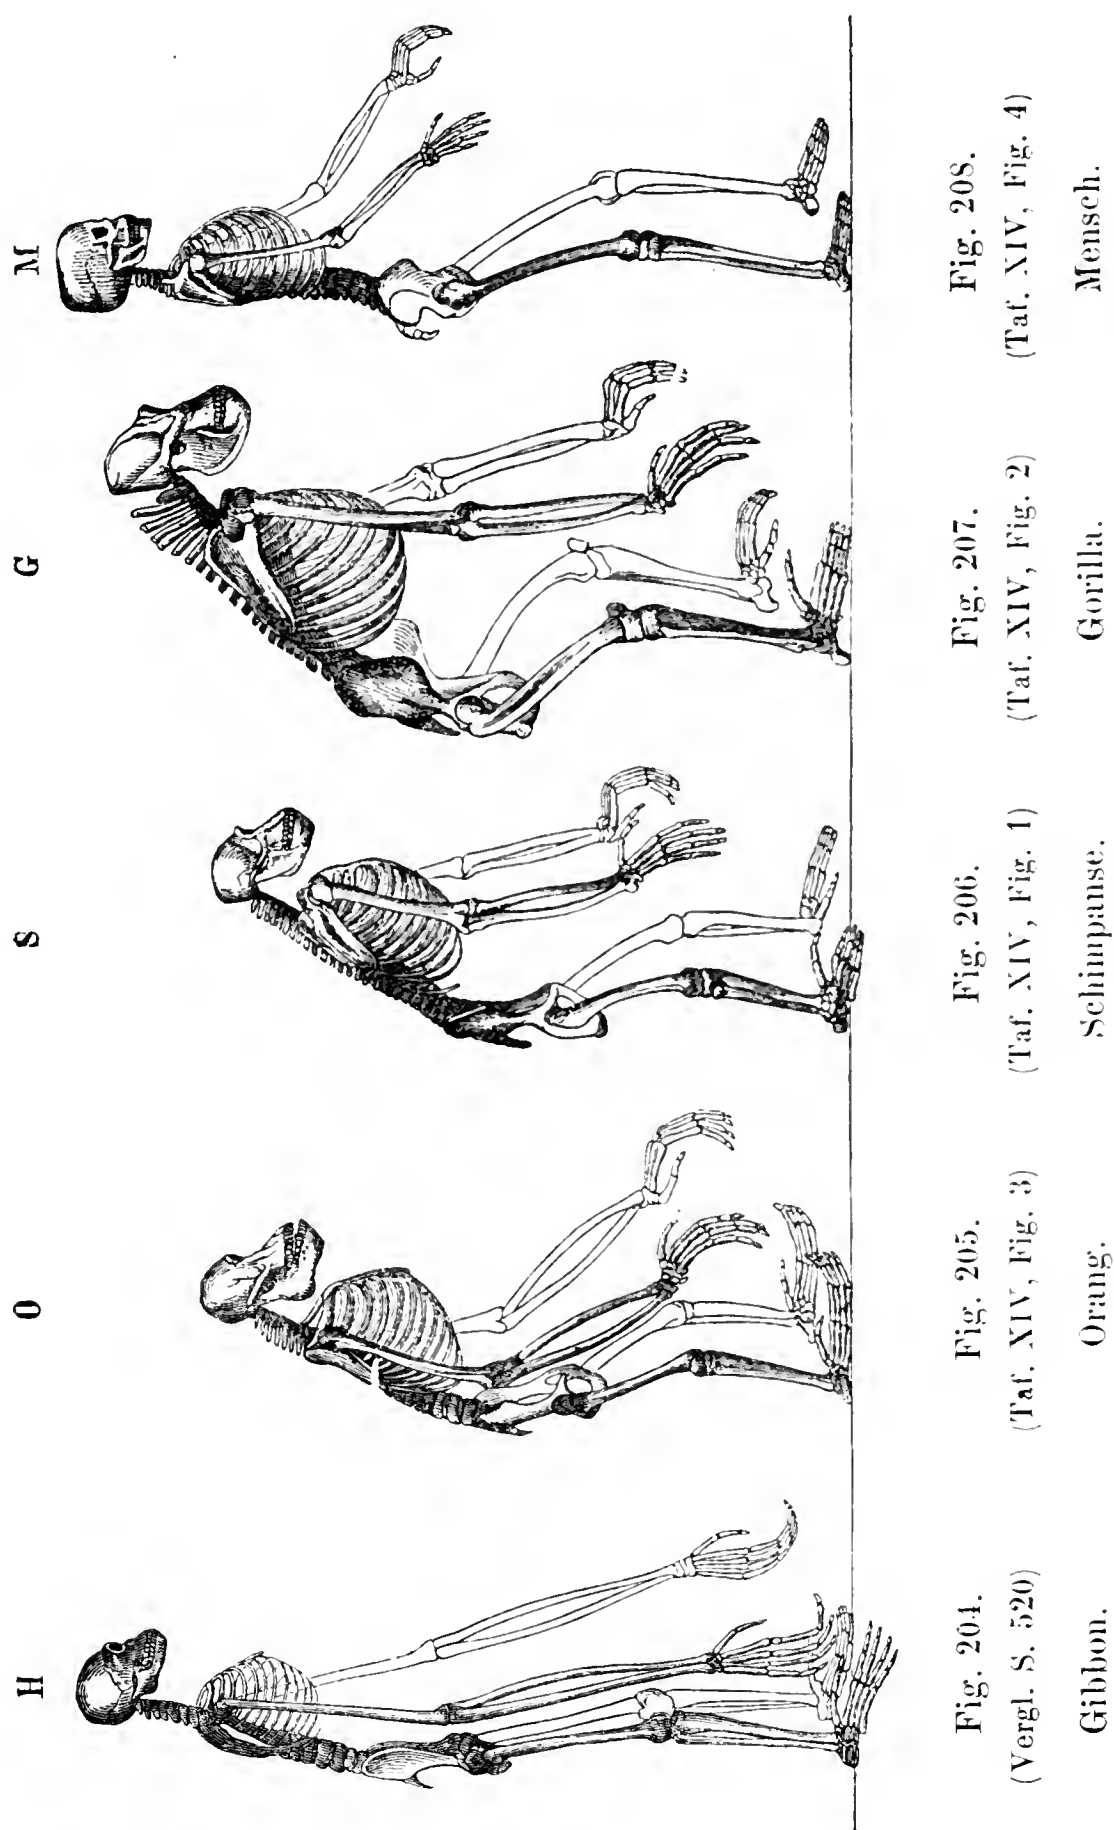 H O S G M
Fig. 204. Fig. 205. Fig. 206. Fig. 207. Fig. 208.
(Vergl. S. 520) (Taf. XIV, Fig. 3) (Taf. XIV, Fig. 1) (Taf. XIV, Fig. 2) (Taf. XIV, Fig. 4)
Gibbon. Orang. Schimpanse. Gorilla. Mensch.